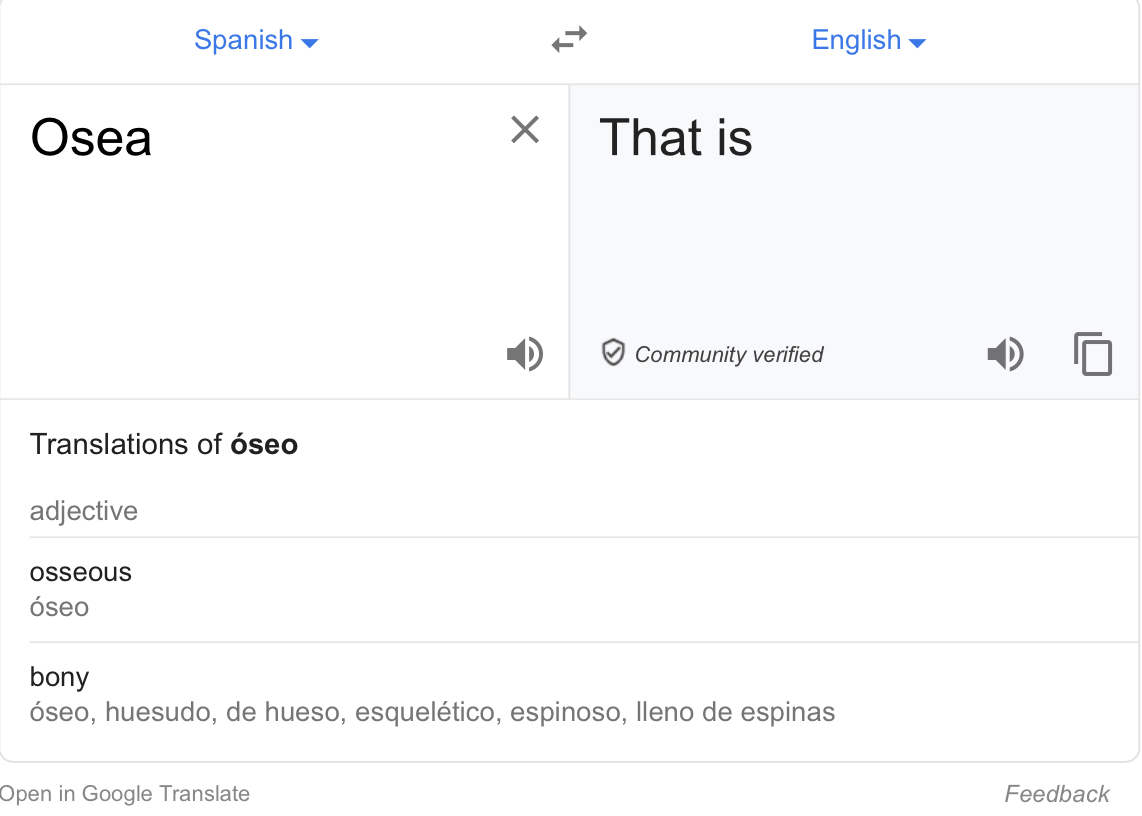 Spanish
English
Osea
That is
Community verified
Translations of óseo
adjective
osseous
óseo
bony
óseo, huesudo, de hueso, esquelético, espinoso, lleno de espinas
Open in Google Translate
Feedback